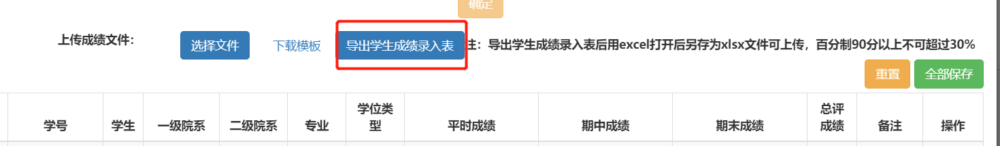 确定
上传成绩文件：
选择文件
下载模板
导出学生成绩录入表
注：导出学生成绩录入表后用excel打开后另存为xlsx文件可上传，百分制90分以上不可超过30%
重置
全部保存
学号
学生
一级院系
二级院系
专业
学位类
型
平时成绩
期中成绩
期末成绩
总评
成绩
备注
操作